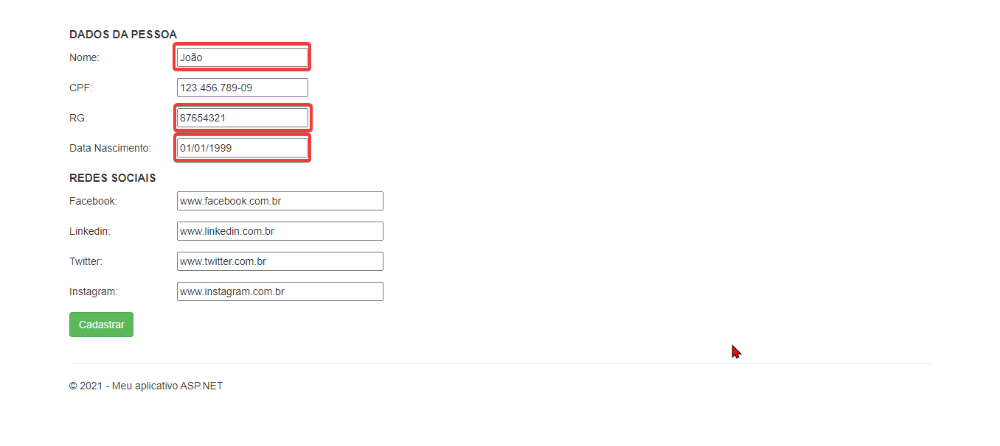 DADOS DA PESSOA
Nome: João
CPF: 123.456.789-09
RG: 87654321
Data Nascimento: 01/01/1999
REDES SOCIAIS
Facebook: www.facebook.com.br
Linkedin: www.linkedin.com.br
Twitter: www.twitter.com.br
Instagram: www.instagram.com.br
Cadastrar
© 2021 - Meu aplicativo ASP.NET